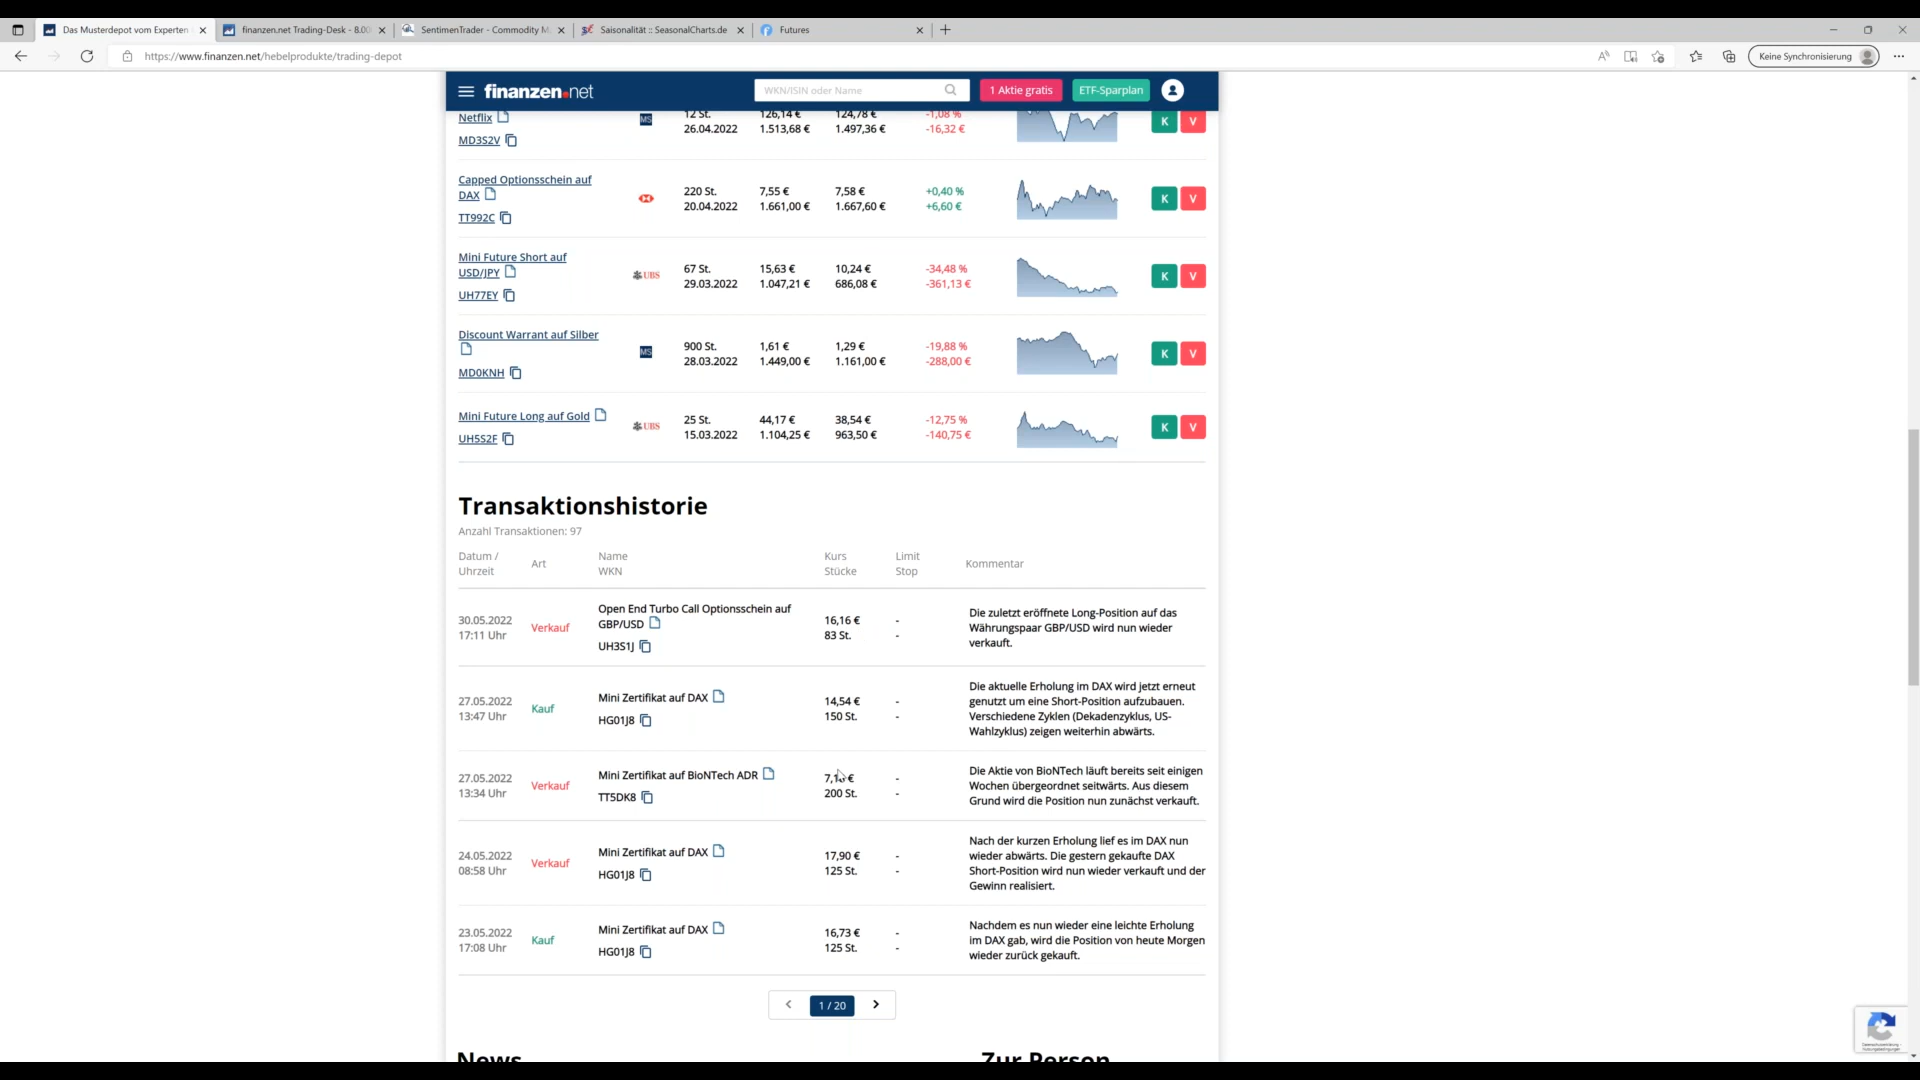 Das Musterdepot vom Experten
finanzen.net Trading-Desk - 8.00
SentimenTrader - Commodity M
Saisonalität :: SeasonalCharts.de
Futures
https://www.finanzen.net/hebelprodukte/trading-depot
Keine Synchronisierung
finanzen.net
WKN/ISIN oder Name
1 Aktie gratis
ETF-Sparplan
Netflix
MD3S2V
MS
12 St.
26.04.2022
126,14 €
1.513,68 €
124,78 €
1.497,36 €
-1,08 %
-16,32 €
K
V
Capped Optionsschein auf
DAX
TT992C
220 St.
20.04.2022
7,55 €
1.661,00 €
7,58 €
1.667,60 €
+0,40 %
+6,60 €
K
V
Mini Future Short auf
USD/JPY
UH77EY
UBS
67 St.
29.03.2022
15,63 €
1.047,21 €
10,24 €
686,08 €
-34,48 %
-361,13 €
K
V
Discount Warrant auf Silber
MD0KNH
MS
900 St.
28.03.2022
1,61 €
1.449,00 €
1,29 €
1.161,00 €
-19,88 %
-288,00 €
K
V
Mini Future Long auf Gold
UH5S2F
UBS
25 St.
15.03.2022
44,17 €
1.104,25 €
38,54 €
963,50 €
-12,75 %
-140,75 €
K
V
Transaktionshistorie
Anzahl Transaktionen: 97
Datum /
Uhrzeit
Art
Name
WKN
Kurs
Stücke
Limit
Stop
Kommentar
30.05.2022
17:11 Uhr
Verkauf
Open End Turbo Call Optionsschein auf
GBP/USD
UH3S1J
16,16 €
83 St.
-
-
Die zuletzt eröffnete Long-Position auf das
Währungspaar GBP/USD wird nun wieder
verkauft.
27.05.2022
13:47 Uhr
Kauf
Mini Zertifikat auf DAX
HG01J8
14,54 €
150 St.
-
-
Die aktuelle Erholung im DAX wird jetzt erneut
genutzt um eine Short-Position aufzubauen.
Verschiedene Zyklen (Dekadenzyklus, US-
Wahlzyklus) zeigen weiterhin abwärts.
27.05.2022
13:34 Uhr
Verkauf
Mini Zertifikat auf BioNTech ADR
TT5DK8
200 St.
-
-
Die Aktie von BioNTech läuft bereits seit einigen
Wochen übergeordnet seitwärts. Aus diesem
Grund wird die Position nun zunächst verkauft.
24.05.2022
08:58 Uhr
Verkauf
Mini Zertifikat auf DAX
HG01J8
17,90 €
125 St.
-
-
Nach der kurzen Erholung lief es im DAX nun
wieder abwärts. Die gestern gekaufte DAX
Short-Position wird nun wieder verkauft und der
Gewinn realisiert.
23.05.2022
17:08 Uhr
Kauf
Mini Zertifikat auf DAX
HG01J8
16,73 €
125 St.
-
-
Nachdem es nun wieder eine leichte Erholung
im DAX gab, wird die Position von heute Morgen
wieder zurück gekauft.
1 / 20
News
Zur Person